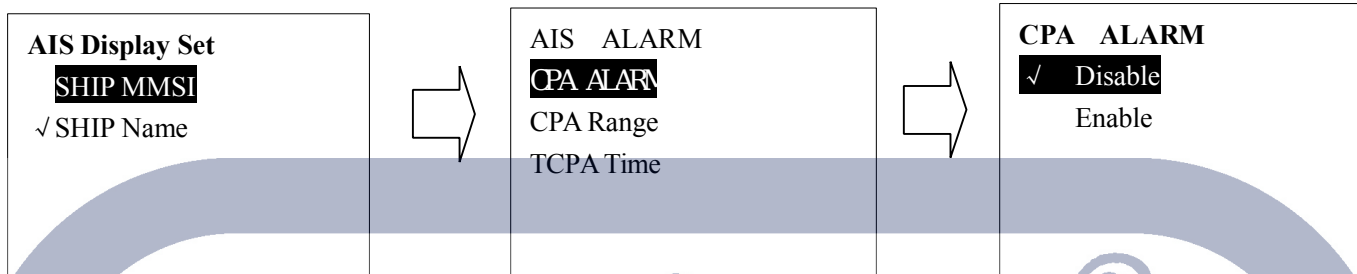 AIS Display Set
SHIP MMSI
√ SHIP Name
AIS ALARM
CPA ALARM
CPA Range
TCPA Time
CPA ALARM
√ Disable
Enable